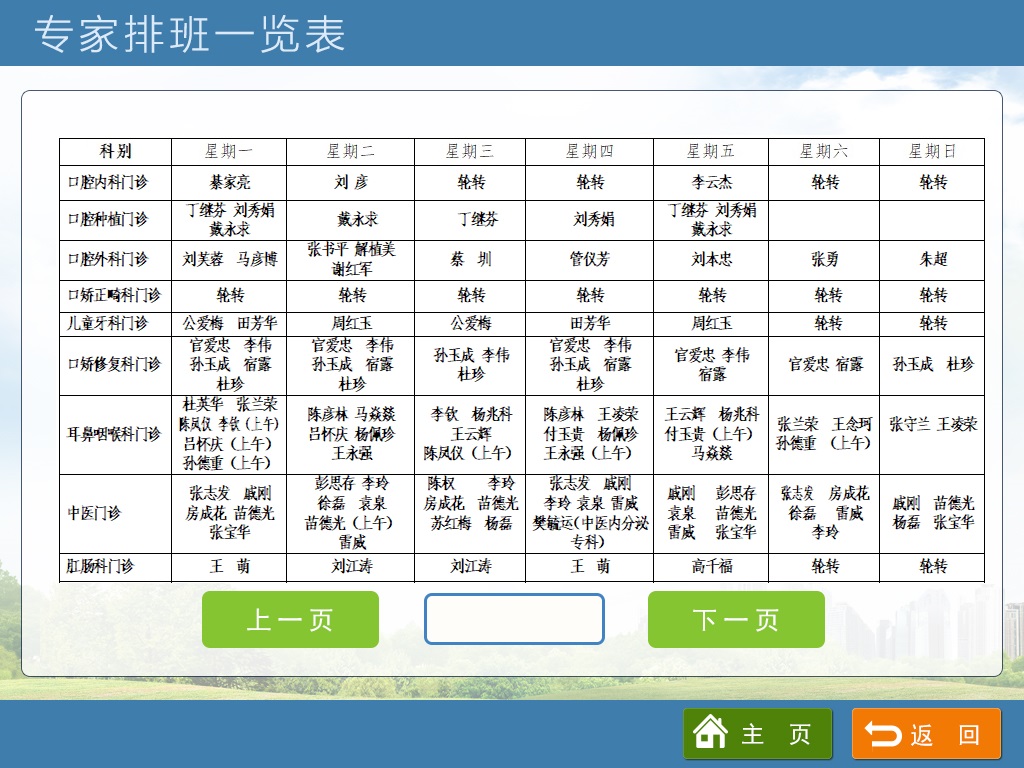 专家排班一览表
科别 星期一 星期二 星期三 星期四 星期五 星期六 星期日
口腔内科门诊 綦家亮 刘 彦 轮转 轮转 李云杰 轮转 轮转
口腔种植门诊 丁继芬 刘秀娟 戴永求 戴永求 丁继芬 刘秀娟 丁继芬 刘秀娟 戴永求
口腔外科门诊 刘芙蓉 马彦博 张书平 解植美 谢红军 蔡 圳 管仪芳 刘本忠 张勇 朱超
口矫正畸科门诊 轮转 轮转 轮转 轮转 轮转 轮转 轮转
儿童牙科门诊 公爱梅 田芳华 周红玉 公爱梅 田芳华 周红玉 轮转 轮转
口矫修复科门诊 官爱忠 李伟 孙玉成 宿露 杜珍 官爱忠 李伟 孙玉成 宿露 杜珍 孙玉成 李伟 杜珍 官爱忠 李伟 孙玉成 宿露 杜珍 官爱忠 李伟 宿露 官爱忠 宿露 孙玉成 杜珍
耳鼻咽喉科门诊 杜英华 张兰荣 陈凤仪 李钦（上午） 吕怀庆（上午） 孙德重（上午） 陈彦林 马焱燚 吕怀庆 杨佩珍 王永强 李钦 杨兆科 王云辉 陈凤仪（上午） 陈彦林 王凌荣 付玉贵 杨佩珍 王永强（上午） 王云辉 杨兆科 付玉贵（上午） 马焱燚 张兰荣 王念珂 孙德重 （上午） 张守兰 王凌荣
中医门诊 张志发 戚刚 房成花 苗德光 张宝华 彭思存 李玲 徐磊 袁泉 苗德光（上午） 雷威 陈权 李玲 房成花 苗德光 苏红梅 杨磊 张志发 戚刚 李玲 袁泉 雷威 樊毓运（中医内分泌专科） 戚刚 彭思存 袁泉 苗德光 雷威 张宝华 张志发 房成花 徐磊 雷威 李玲 戚刚 苗德光 杨磊 张宝华
肛肠科门诊 王 萌 刘江涛 刘江涛 王 萌 高千福 轮转 轮转
上一页 下一页
主 页 返 回